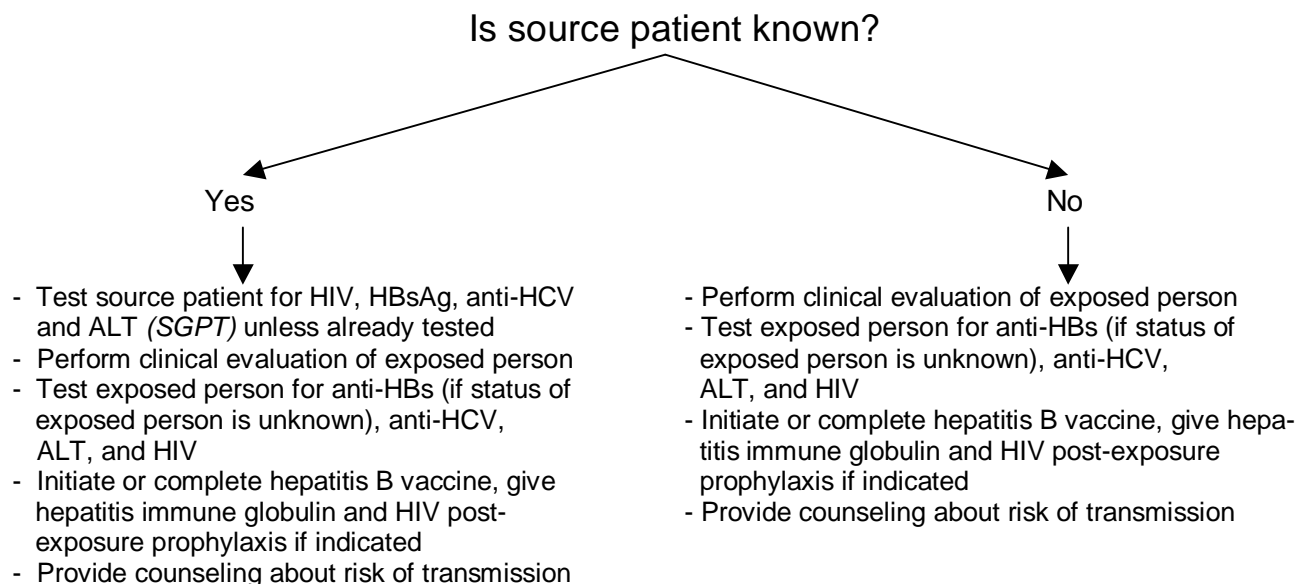 Is source patient known?
Yes
- Test source patient for HIV, HBsAg, anti-HCV
and ALT (SGPT) unless already tested
- Perform clinical evaluation of exposed person
- Test exposed person for anti-HBs (if status of
exposed person is unknown), anti-HCV,
ALT, and HIV
- Initiate or complete hepatitis B vaccine, give
hepatitis immune globulin and HIV post-
exposure prophylaxis if indicated
- Provide counseling about risk of transmission
No
- Perform clinical evaluation of exposed person
- Test exposed person for anti-HBs (if status of
exposed person is unknown), anti-HCV,
ALT, and HIV
- Initiate or complete hepatitis B vaccine, give hepa-
titis immune globulin and HIV post-exposure
prophylaxis if indicated
- Provide counseling about risk of transmission